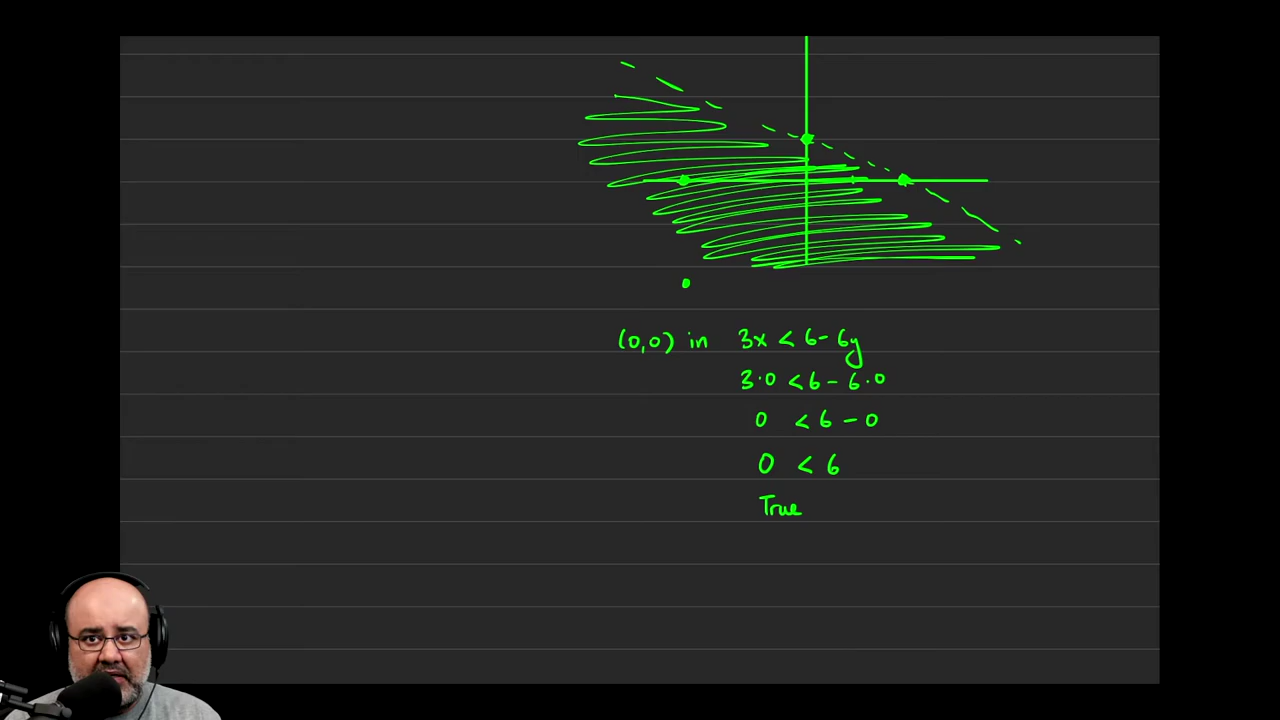 (0,0) in 3x < 6 - 6y
3·0 < 6 - 6·0
0 < 6 - 0
0 < 6
True